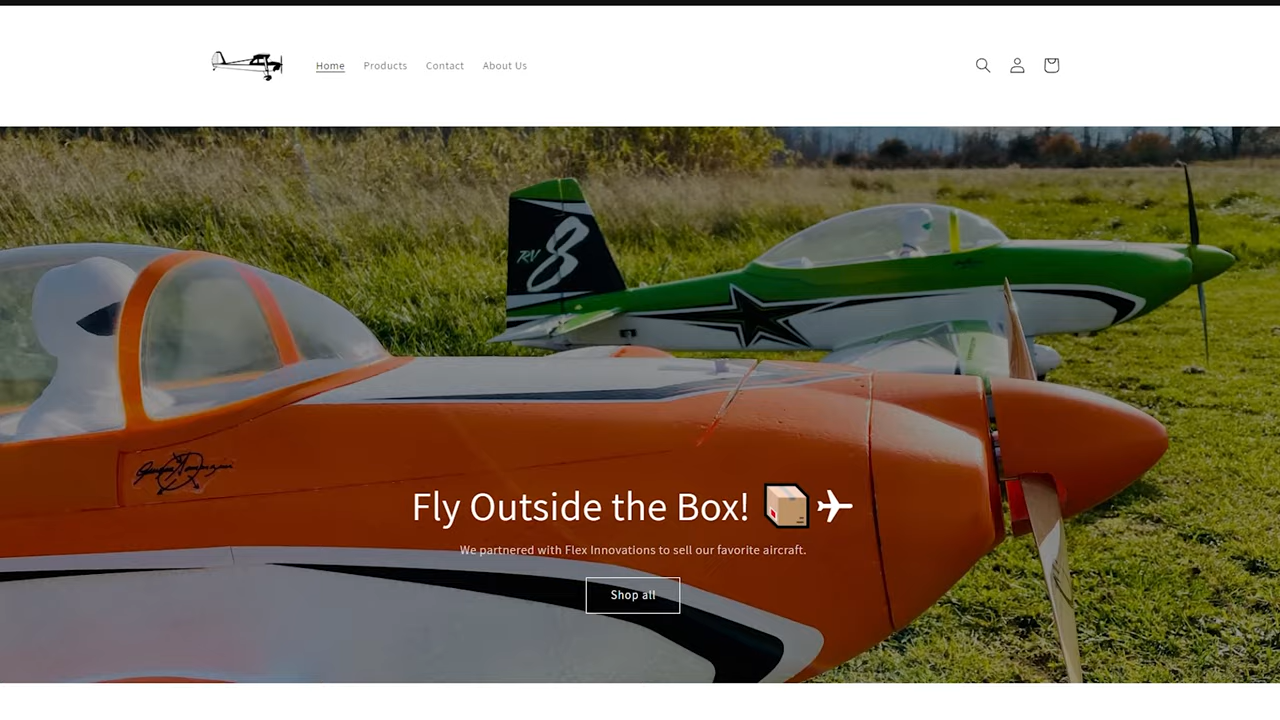 Home Products Contact About Us
RV
8
Fly Outside the Box! 📦✈
We partnered with Flex Innovations to sell our favorite aircraft.
Shop all